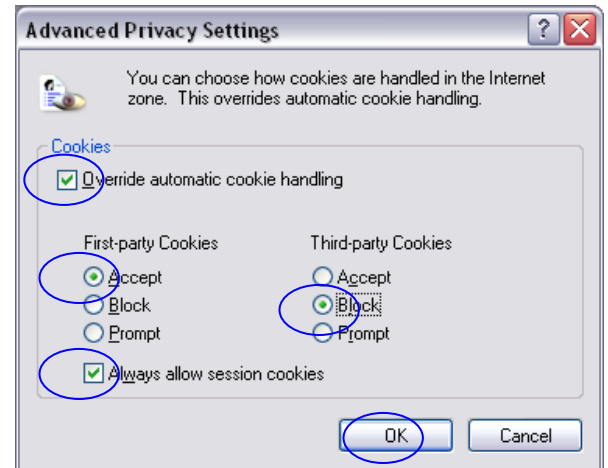 Advanced Privacy Settings
You can choose how cookies are handled in the Internet
zone. This overrides automatic cookie handling.
Cookies
Override automatic cookie handling
First-party Cookies Third-party Cookies
Accept Accept
Block Block
Prompt Prompt
Always allow session cookies
OK Cancel